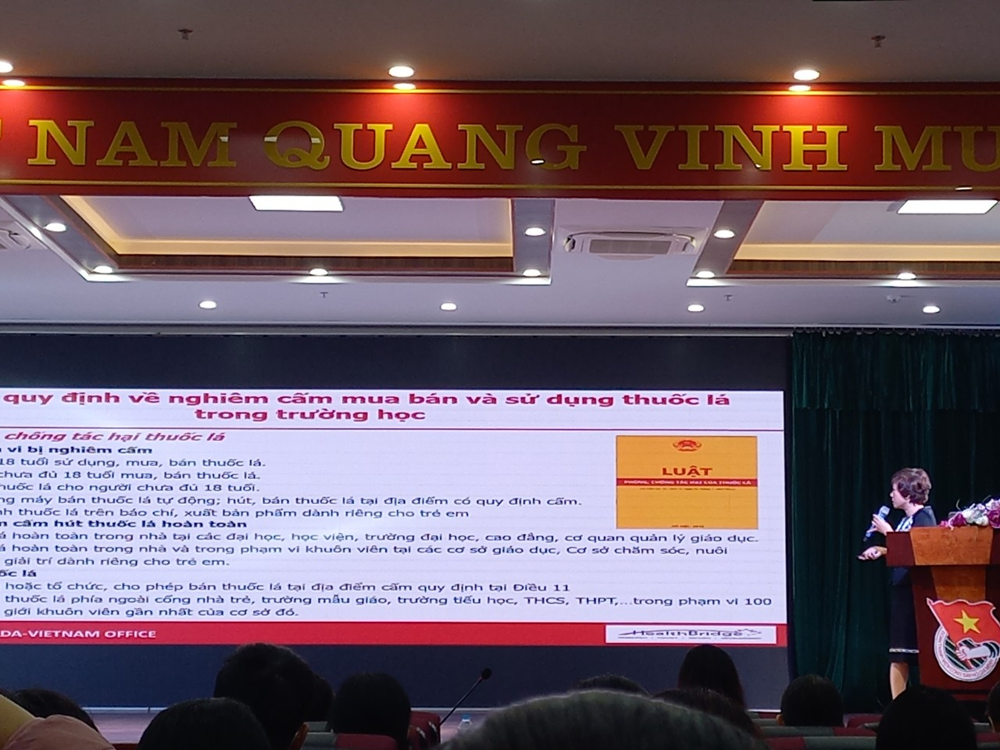 NAM QUANG VINH MU
quy định về nghiêm cấm mua bán và sử dụng thuốc lá
trong trường học
chống tác hại thuốc lá
vi bị nghiêm cấm
18 tuổi sử dụng, mua, bán thuốc lá.
chưa đủ 18 tuổi mua, bán thuốc lá.
thuốc lá cho người chưa đủ 18 tuổi.
ng máy bán thuốc lá tự động; hút, bán thuốc lá tại địa điểm có quy định cấm.
nh thuốc lá trên báo chí, xuất bản phẩm dành riêng cho trẻ em
cấm hút thuốc lá hoàn toàn
á hoàn toàn trong nhà tại các đại học, học viện, trường đại học, cao đẳng, cơ quan quản lý giáo dục.
á hoàn toàn trong nhà và trong phạm vi khuôn viên tại các cơ sở giáo dục, Cơ sở chăm sóc, nuôi
giải trí dành riêng cho trẻ em.
ốc lá
hoặc tổ chức, cho phép bán thuốc lá tại địa điểm cấm quy định tại Điều 11
thuốc lá phía ngoài cổng nhà trẻ, trường mẫu giáo, trường tiểu học, THCS, THPT,...trong phạm vi 100
giới khuôn viên gần nhất của cơ sở đó.
LUẬT
PHÒNG, CHỐNG TÁC HẠI CỦA THUỐC LÁ
DA-VIETNAM OFFICE
HealthBridge